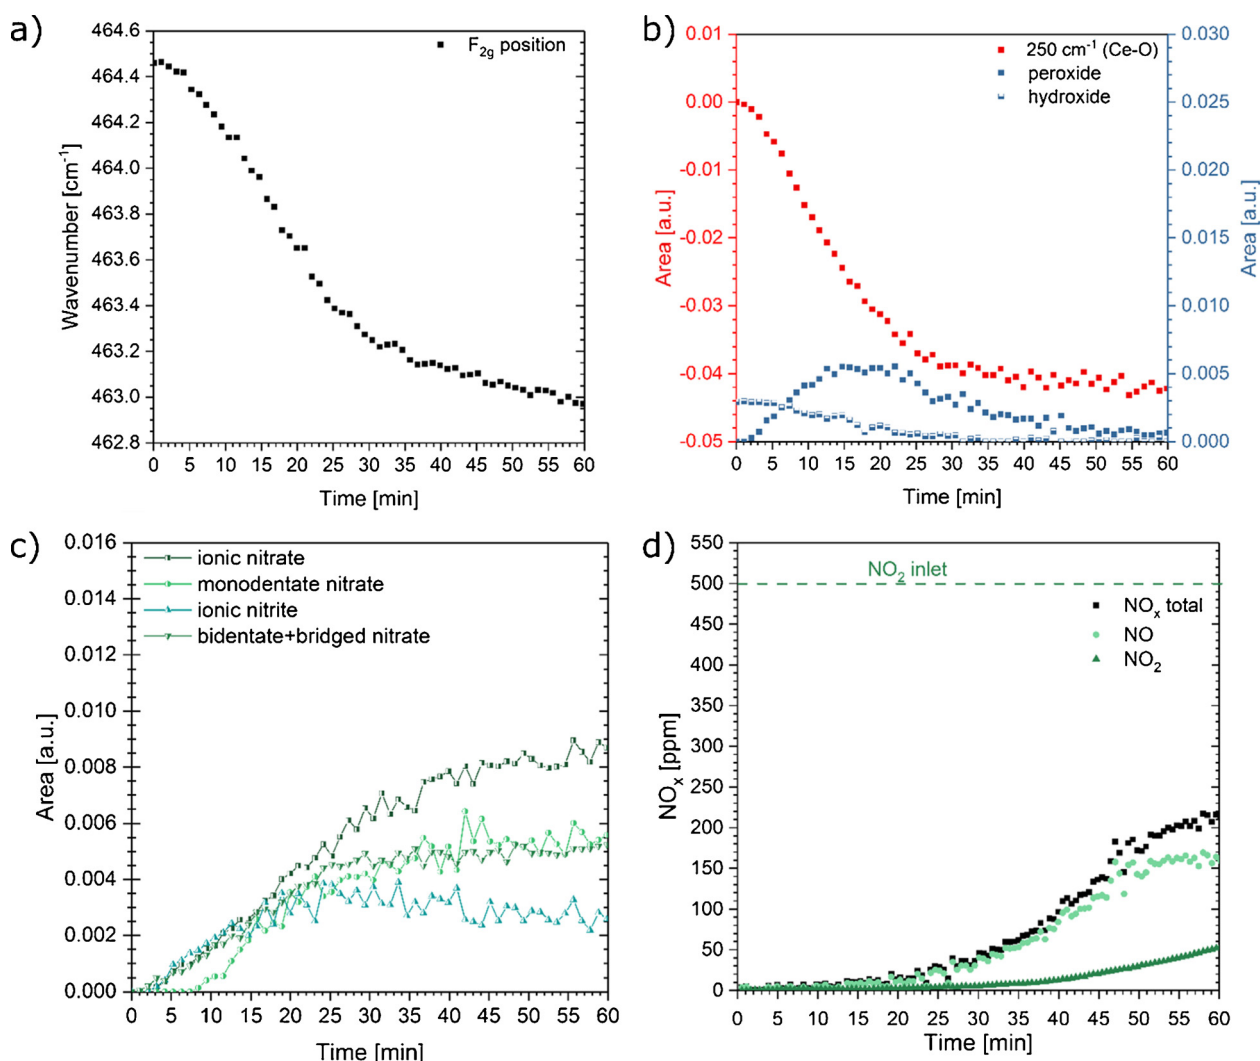 a)
464.6
464.4
464.2
464.0
463.8
463.6
463.4
463.2
463.0
462.8
Wavenumber [cm⁻¹]
F₂g position
0 5 10 15 20 25 30 35 40 45 50 55 60
Time [min]
b)
0.01
0.00
-0.01
-0.02
-0.03
-0.04
-0.05
Area [a.u.]
250 cm⁻¹ (Ce-O)
peroxide
hydroxide
0.030
0.025
0.020
0.015
0.010
0.005
0.000
Area [a.u.]
0 5 10 15 20 25 30 35 40 45 50 55 60
Time [min]
c)
0.016
0.014
0.012
0.010
0.008
0.006
0.004
0.002
0.000
Area [a.u.]
ionic nitrate
monodentate nitrate
ionic nitrite
bidentate+bridged nitrate
0 5 10 15 20 25 30 35 40 45 50 55 60
Time [min]
d)
550
500
450
400
350
300
250
200
150
100
50
0
NOₓ [ppm]
NO₂ inlet
NOₓ total
NO
NO₂
0 5 10 15 20 25 30 35 40 45 50 55 60
Time [min]